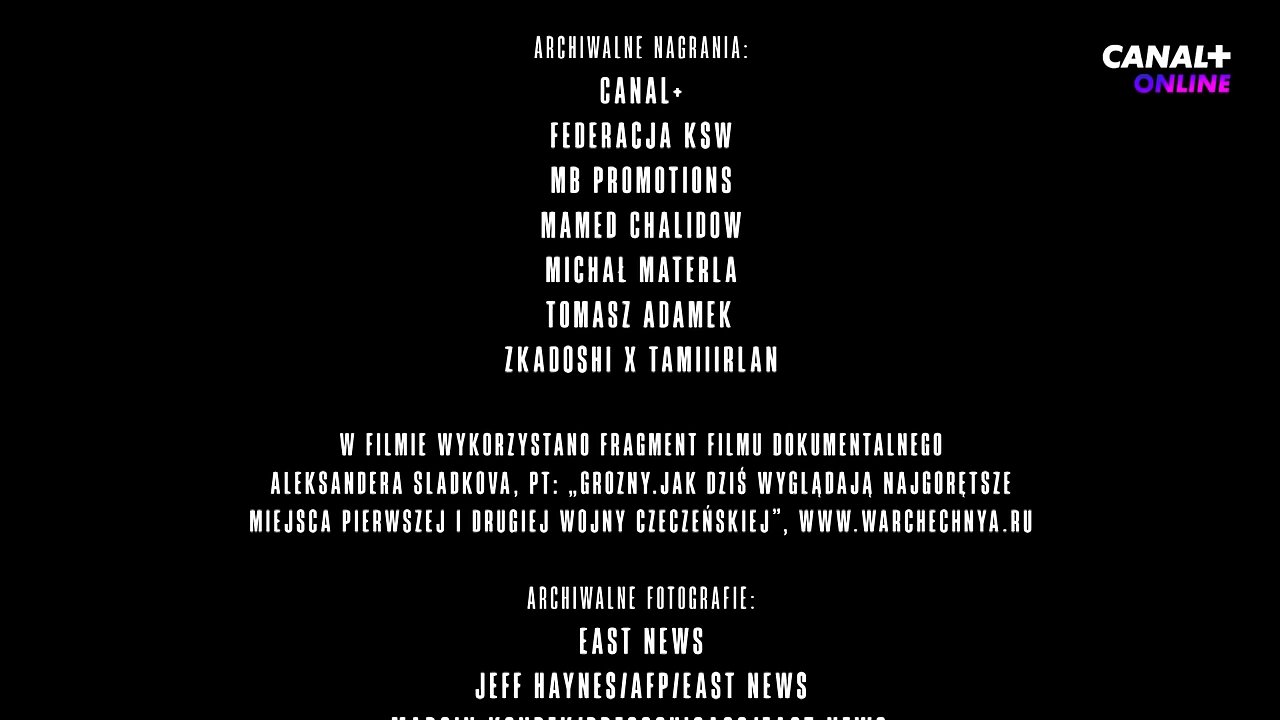 ARCHIWALNE NAGRANIA:
CANAL+
ONLINE
CANAL+
FEDERACJA KSW
MB PROMOTIONS
MAMED CHALIDOW
MICHAŁ MATERLA
TOMASZ ADAMEK
ZKADOSHI X TAMIIIRLAN
W FILMIE WYKORZYSTANO FRAGMENT FILMU DOKUMENTALNEGO
ALEKSANDERA SLADKOVA, PT: „GROZNY.JAK DZIŚ WYGLĄDAJĄ NAJGORĘTSZE
MIEJSCA PIERWSZEJ I DRUGIEJ WOJNY CZECZEŃSKIEJ”, WWW.WARCHECHNYA.RU
ARCHIWALNE FOTOGRAFIE:
EAST NEWS
JEFF HAYNES/AFP/EAST NEWS